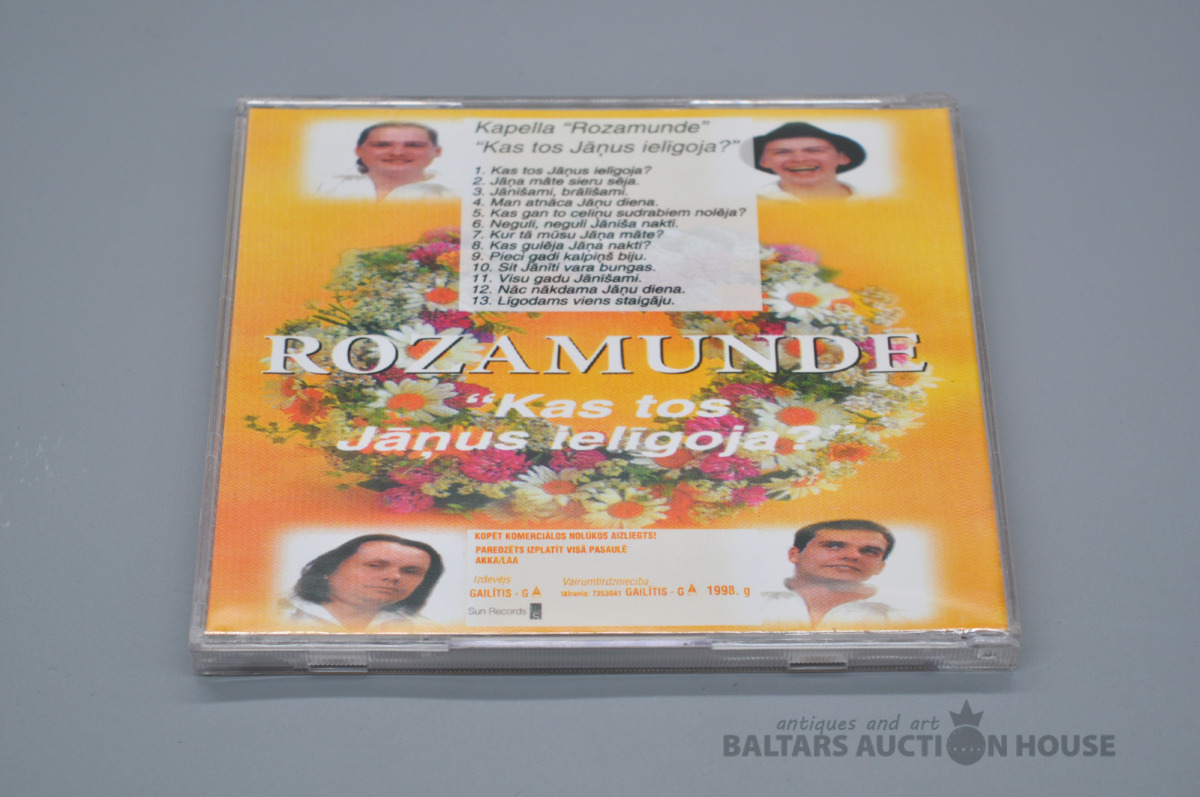 Kapella “Rozamunde”
“Kas tos Jāņus ielīgoja?”
1. Kas tos Jāņus ielīgoja?
2. Jāņa māte sieru sēja.
3. Jānīšami, brālīšami.
4. Man atnāca Jāņu diena.
5. Kas gan to celiņu sudrabiem nolēja?
6. Neguli, neguli Jānīša nakti.
7. Kur tā mūsu Jāņa māte?
8. Kas gulēja Jāņa nakti?
9. Pieci gadi kalpiņš biju.
10. Sit Jānīti vara bungas.
11. Visu gadu Jānīšami.
12. Nāc nākdama Jāņu diena.
13. Līgodams viens staigāju.
ROZAMUNDE
“Kas tos
Jāņus ielīgoja?”
KOPĒT KOMERCIĀLOS NOLŪKOS AIZLIEGTS!
PAREDZĒTS IZPLATĪT VISĀ PASAULĒ
AKKA/LAA
Izdevējs
GAILĪTIS - G
Vairumtirdzniecība
tālrunis: 7353041 GAILĪTIS - G 1998. g
Sun Records
antiques and art
BALTARS AUCTION HOUSE